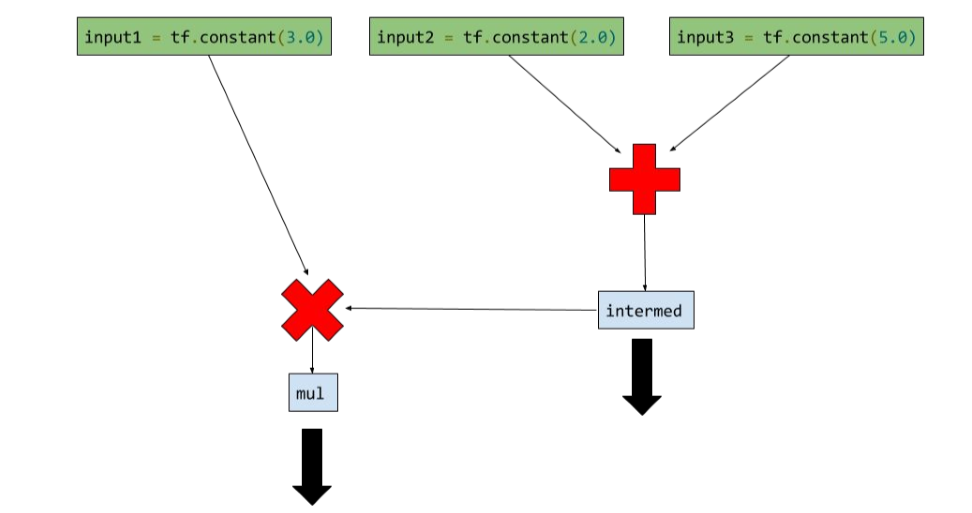 input1 = tf.constant(3.0)
input2 = tf.constant(2.0)
input3 = tf.constant(5.0)
intermed
mul